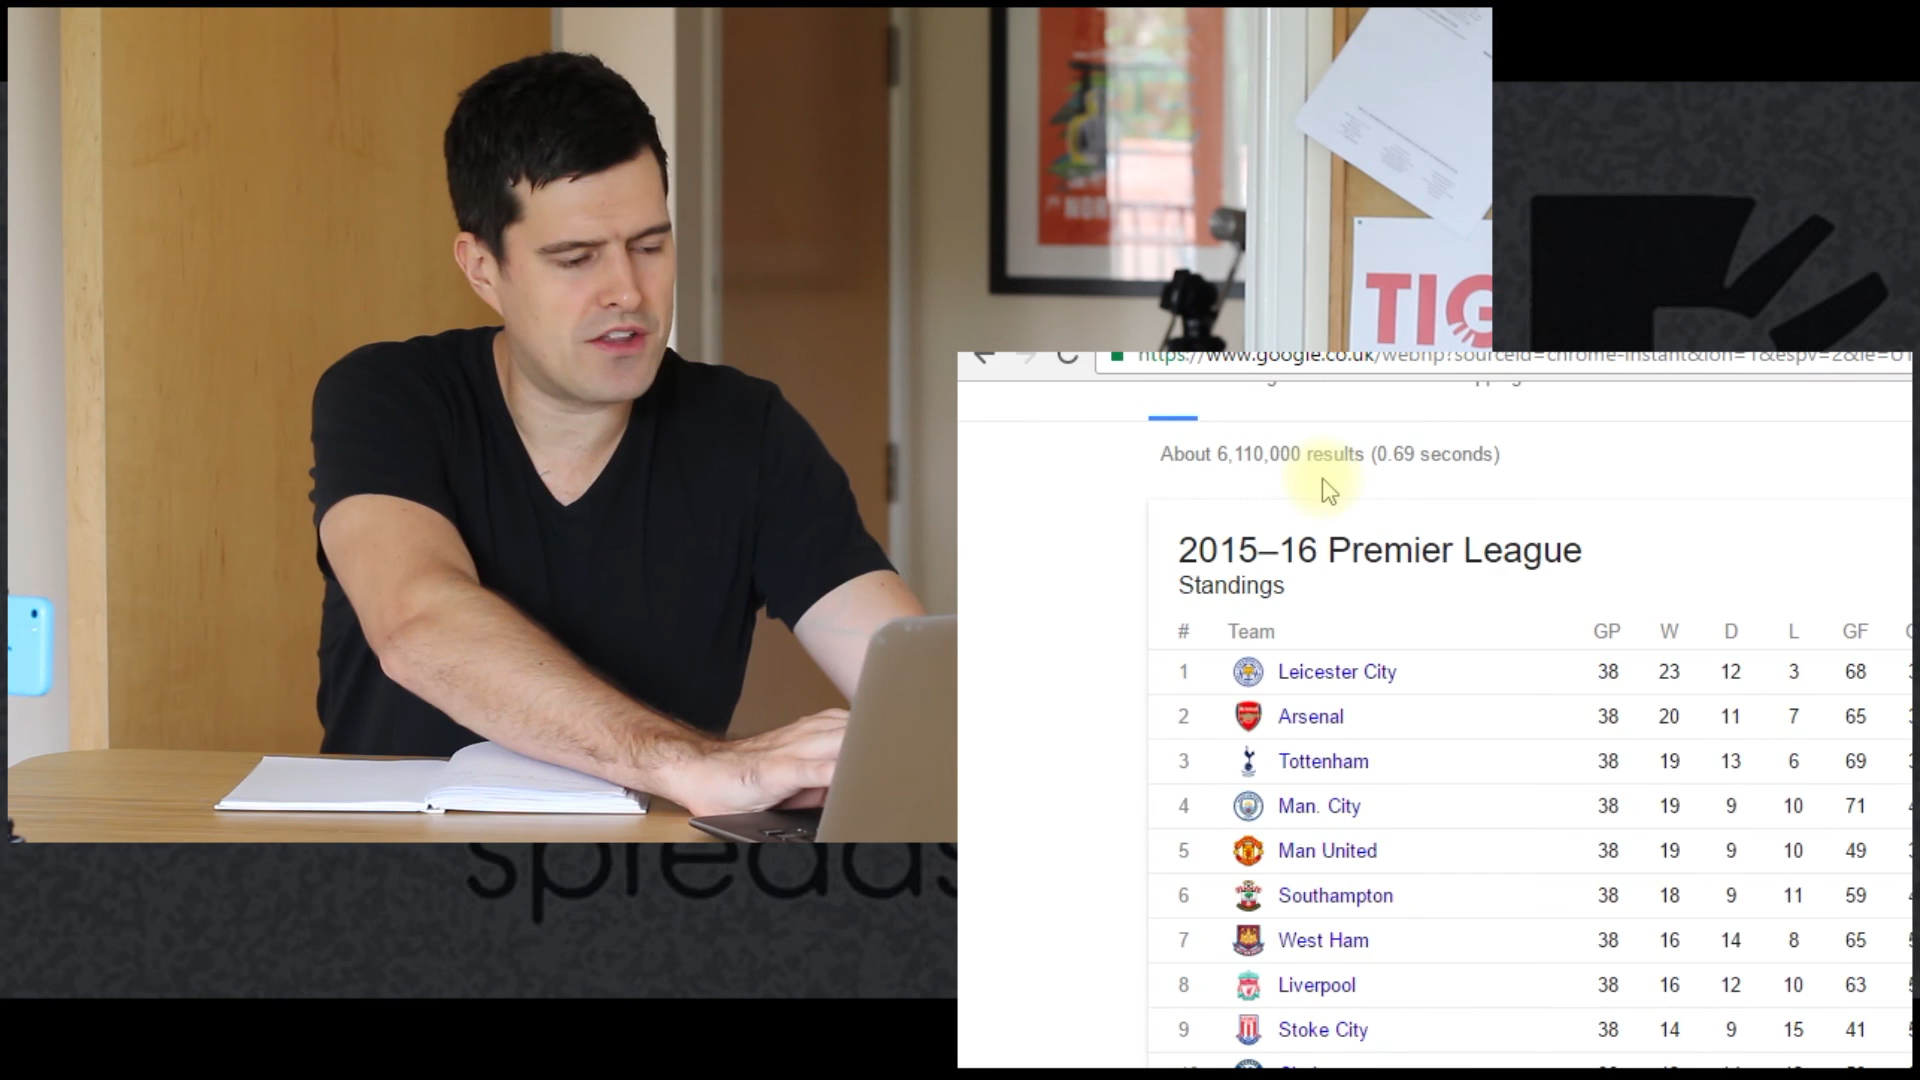 NOR
TIG
https://www.google.co.uk/webhp?sourceid=chrome-instant&ion=1&espv=2&ie=UT
About 6,110,000 results (0.69 seconds)
2015–16 Premier League
Standings
# Team GP W D L GF
1 Leicester City 38 23 12 3 68
2 Arsenal 38 20 11 7 65
3 Tottenham 38 19 13 6 69
4 Man. City 38 19 9 10 71
5 Man United 38 19 9 10 49
6 Southampton 38 18 9 11 59
7 West Ham 38 16 14 8 65
8 Liverpool 38 16 12 10 63
9 Stoke City 38 14 9 15 41
spreads